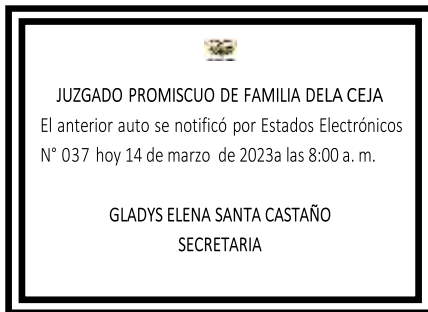 JUZGADO PROMISCUO DE FAMILIA DELA CEJA
El anterior auto se notificó por Estados Electrónicos
N° 037 hoy 14 de marzo de 2023a las 8:00 a. m.
GLADYS ELENA SANTA CASTAÑO
SECRETARIA